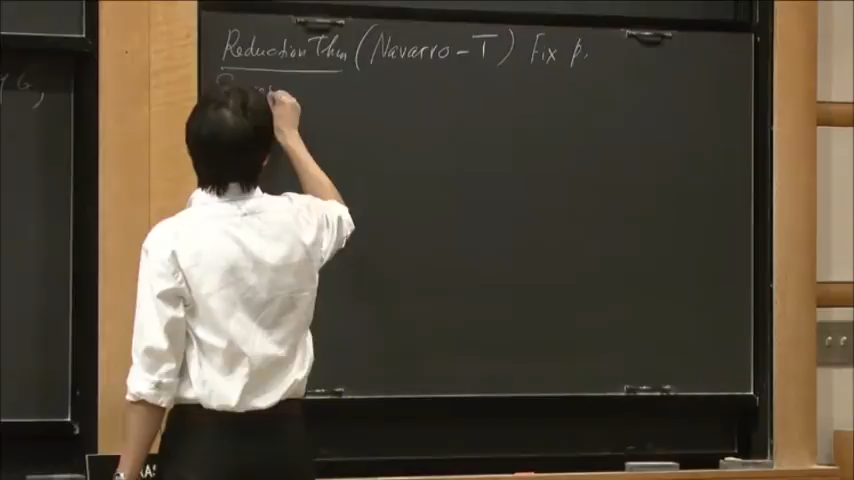 Reduction Thm (Navarro-T) Fix p.